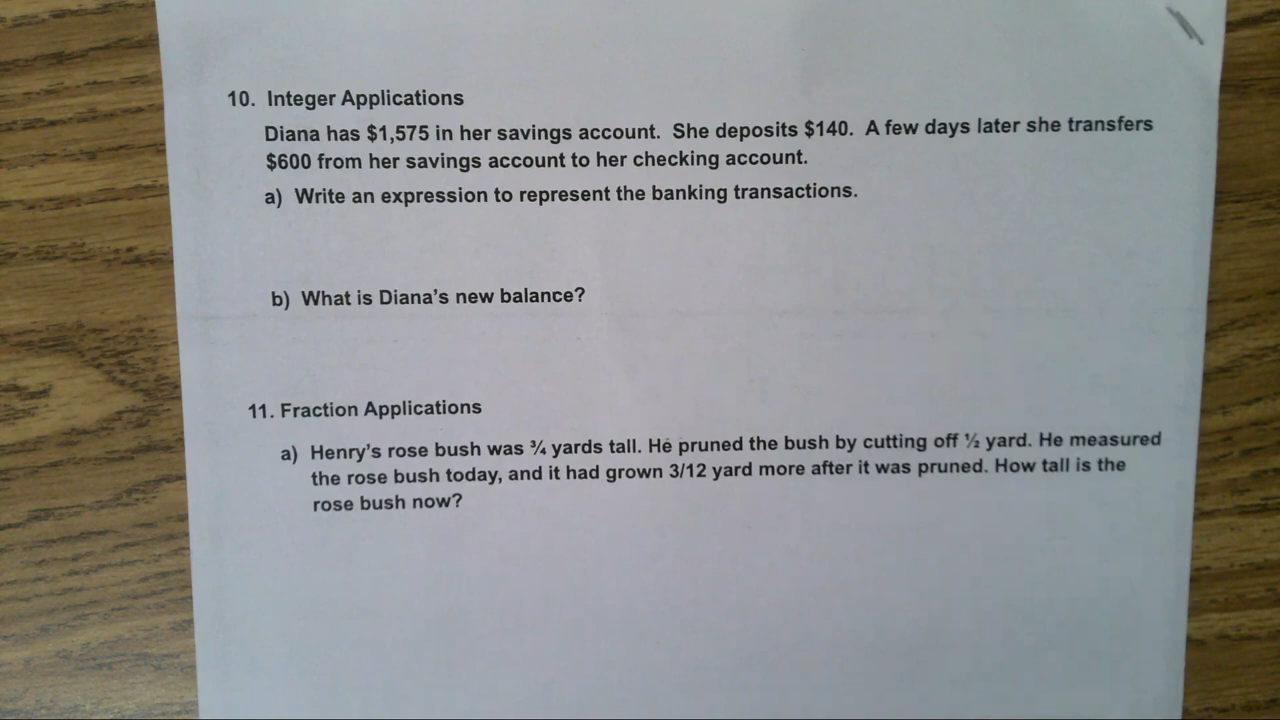 10. Integer Applications
Diana has $1,575 in her savings account. She deposits $140. A few days later she transfers
$600 from her savings account to her checking account.
a) Write an expression to represent the banking transactions.
b) What is Diana's new balance?
11. Fraction Applications
a) Henry's rose bush was ¾ yards tall. He pruned the bush by cutting off ½ yard. He measured
the rose bush today, and it had grown 3/12 yard more after it was pruned. How tall is the
rose bush now?